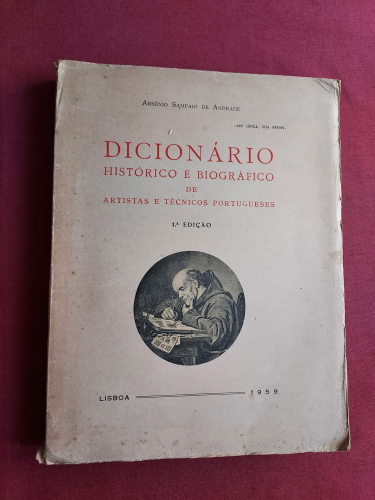 Arsénio Sampaio de Andrade
«ARS LONGA, VITA BREVIS»
DICIONÁRIO
HISTÓRICO E BIOGRÁFICO
DE
ARTISTAS E TÉCNICOS PORTUGUESES
1.ª EDIÇÃO
LISBOA 1959